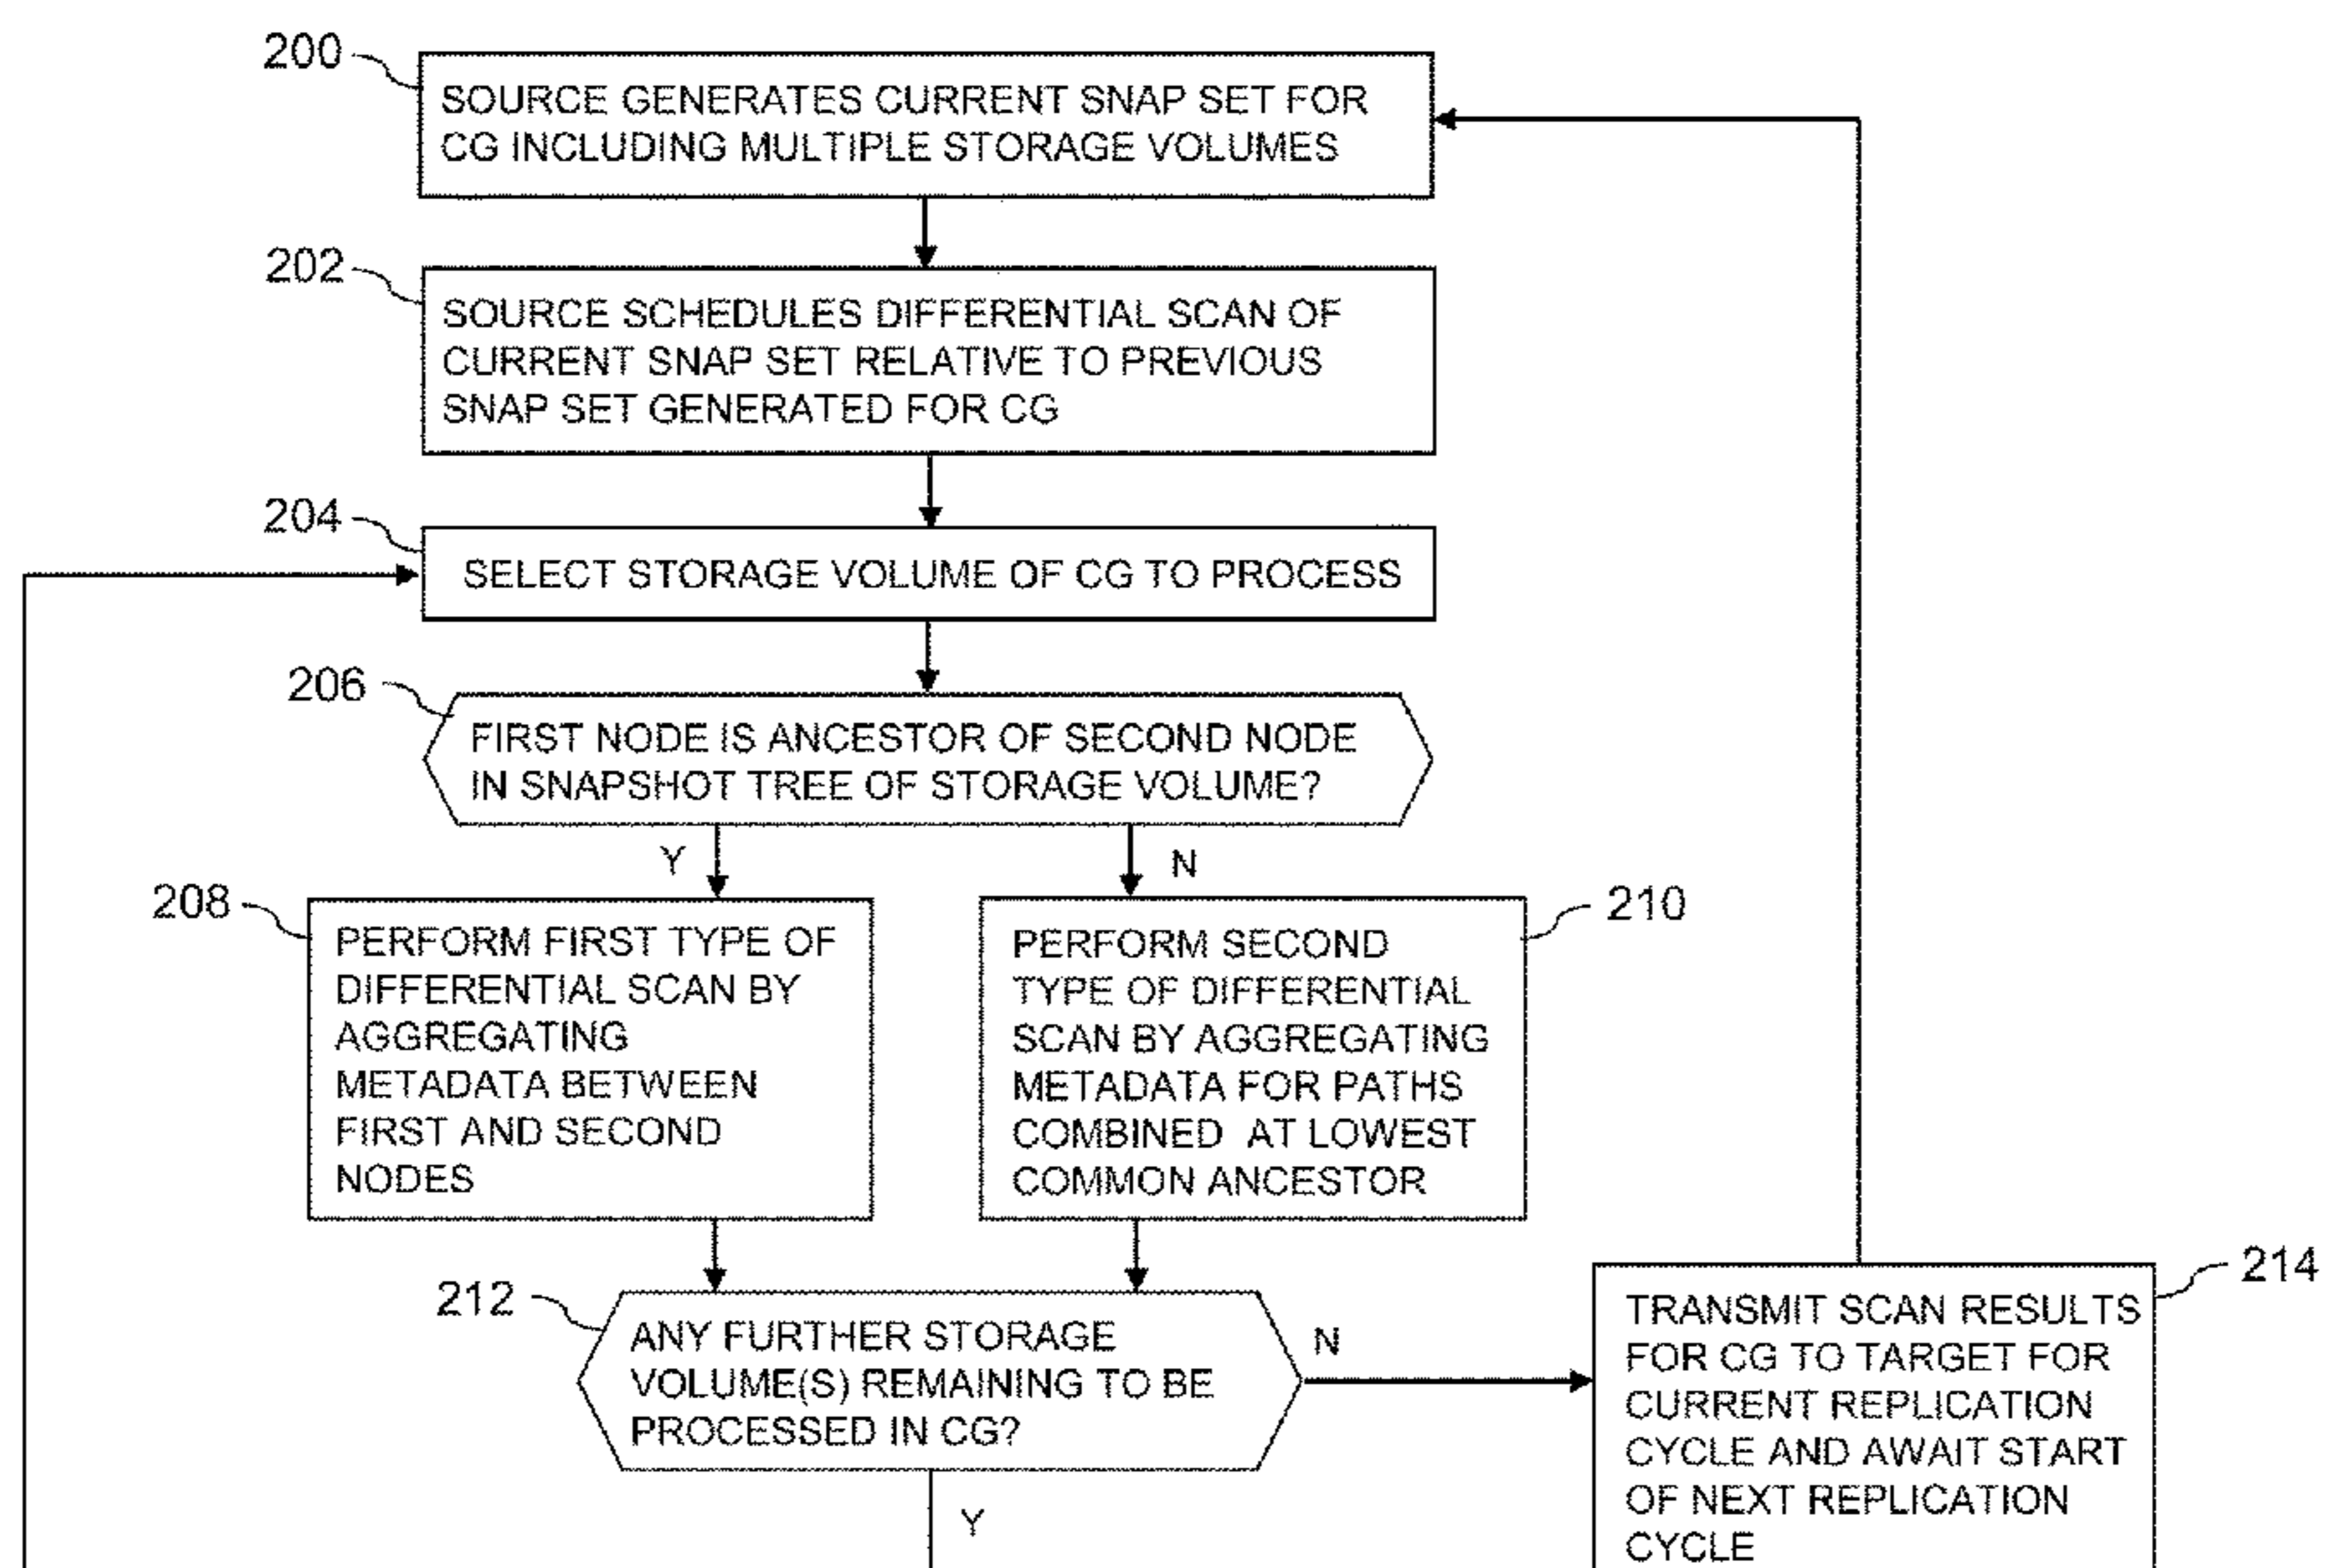 200
SOURCE GENERATES CURRENT SNAP SET FOR
CG INCLUDING MULTIPLE STORAGE VOLUMES
202
SOURCE SCHEDULES DIFFERENTIAL SCAN OF
CURRENT SNAP SET RELATIVE TO PREVIOUS
SNAP SET GENERATED FOR CG
204
SELECT STORAGE VOLUME OF CG TO PROCESS
206
FIRST NODE IS ANCESTOR OF SECOND NODE
IN SNAPSHOT TREE OF STORAGE VOLUME?
Y
N
208
PERFORM FIRST TYPE OF
DIFFERENTIAL SCAN BY
AGGREGATING
METADATA BETWEEN
FIRST AND SECOND
NODES
210
PERFORM SECOND
TYPE OF DIFFERENTIAL
SCAN BY AGGREGATING
METADATA FOR PATHS
COMBINED AT LOWEST
COMMON ANCESTOR
212
ANY FURTHER STORAGE
VOLUME(S) REMAINING TO BE
PROCESSED IN CG?
N
Y
214
TRANSMIT SCAN RESULTS
FOR CG TO TARGET FOR
CURRENT REPLICATION
CYCLE AND AWAIT START
OF NEXT REPLICATION
CYCLE